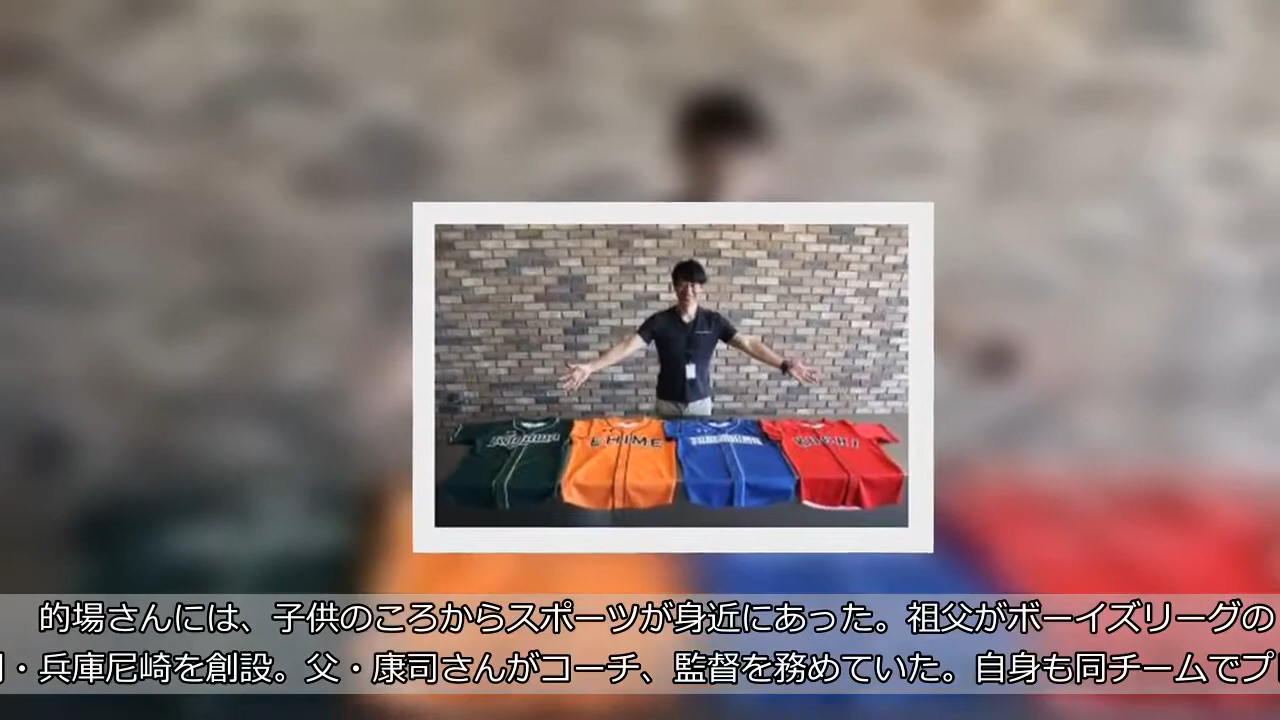 EHIME
的場さんには、子供のころからスポーツが身近にあった。祖父がボーイズリーグの
・兵庫尼崎を創設。父・康司さんがコーチ、監督を務めていた。自身も同チームでプ